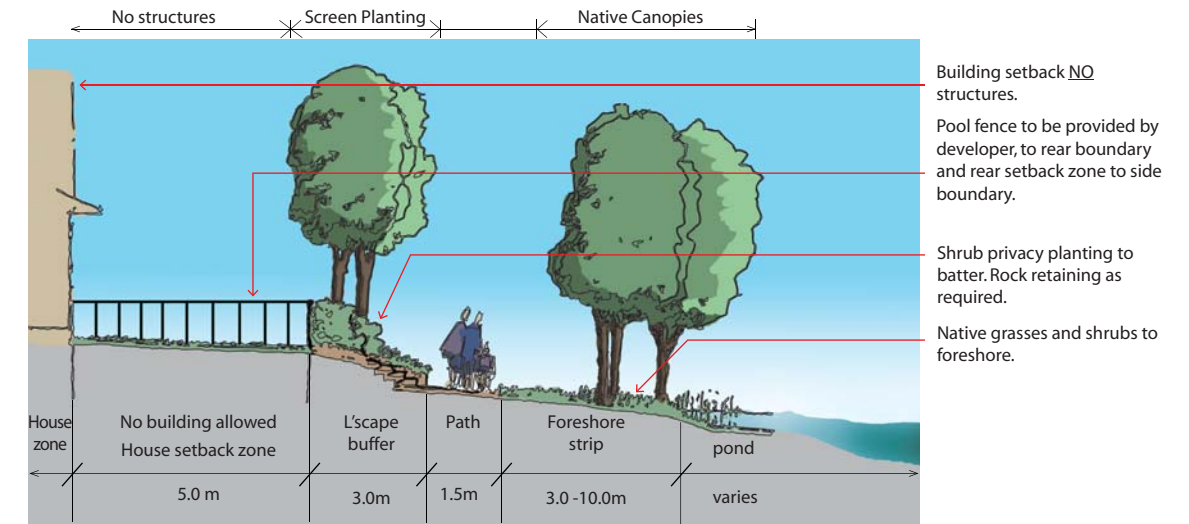 No structures
Screen Planting
Native Canopies
Building setback NO
structures.
Pool fence to be provided by
developer, to rear boundary
and rear setback zone to side
boundary.
Shrub privacy planting to
batter. Rock retaining as
required.
Native grasses and shrubs to
foreshore.
House
zone
No building allowed
House setback zone
L'scape
buffer
Path
Foreshore
strip
pond
5.0 m
3.0m
1.5m
3.0 -10.0m
varies